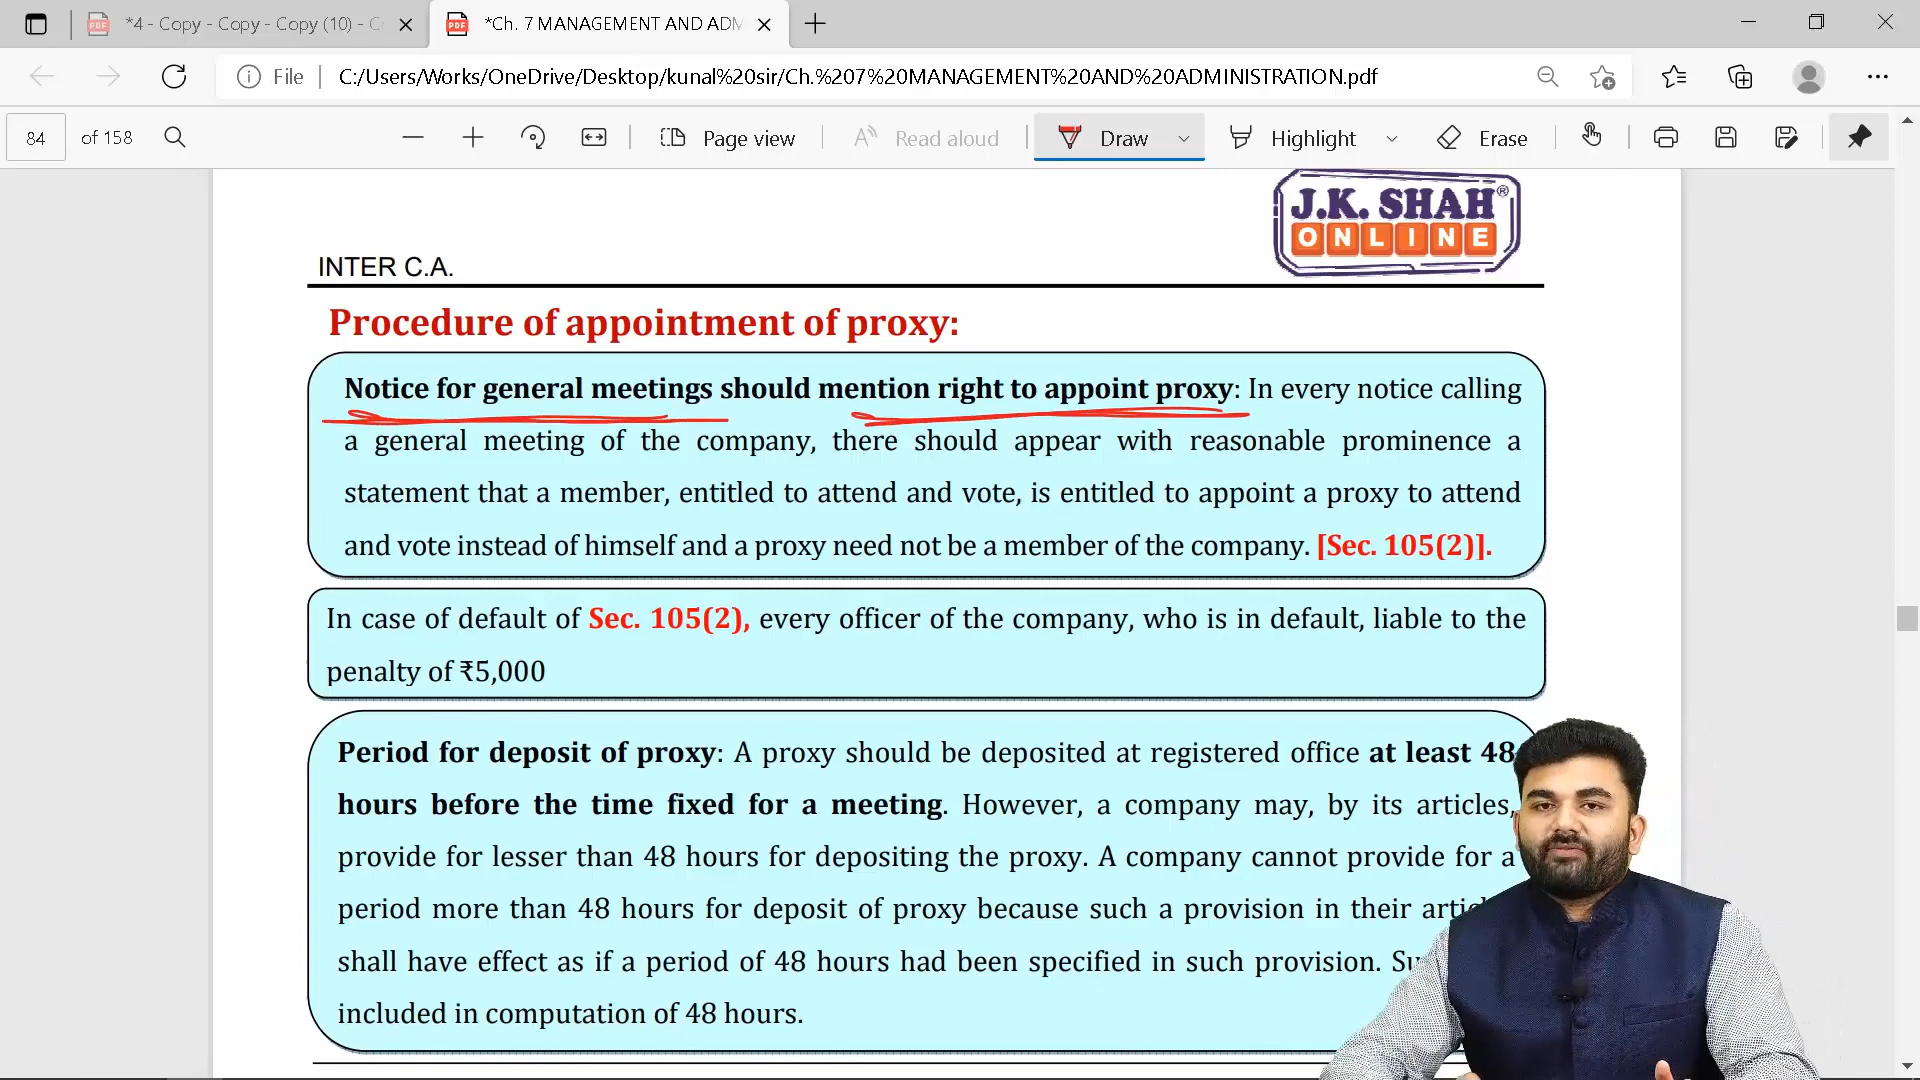 *4 - Copy - Copy - Copy (10) - C
*Ch. 7 MANAGEMENT AND ADM
File
C:/Users/Works/OneDrive/Desktop/kunal%20sir/Ch.%207%20MANAGEMENT%20AND%20ADMINISTRATION.pdf
84 of 158
Page view
Read aloud
Draw
Highlight
Erase
J.K. SHAH®
ONLINE
INTER C.A.
Procedure of appointment of proxy:
Notice for general meetings should mention right to appoint proxy: In every notice calling
a general meeting of the company, there should appear with reasonable prominence a
statement that a member, entitled to attend and vote, is entitled to appoint a proxy to attend
and vote instead of himself and a proxy need not be a member of the company. [Sec. 105(2)].
In case of default of Sec. 105(2), every officer of the company, who is in default, liable to the
penalty of ₹5,000
Period for deposit of proxy: A proxy should be deposited at registered office at least 48
hours before the time fixed for a meeting. However, a company may, by its articles,
provide for lesser than 48 hours for depositing the proxy. A company cannot provide for a
period more than 48 hours for deposit of proxy because such a provision in their
shall have effect as if a period of 48 hours had been specified in such provision.
included in computation of 48 hours.